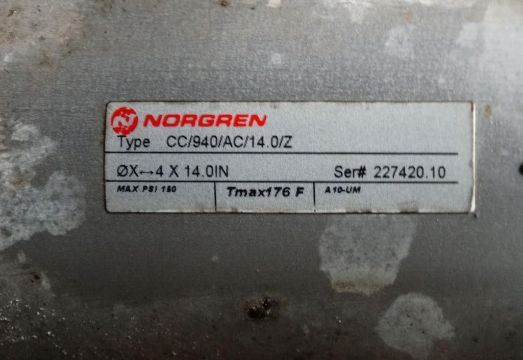 NORGREN
Type CC/940/AC/14.0/Z
ØX↔4 X 14.0IN Ser# 227420.10
MAX PSI 150 Tmax176 F A10-UM